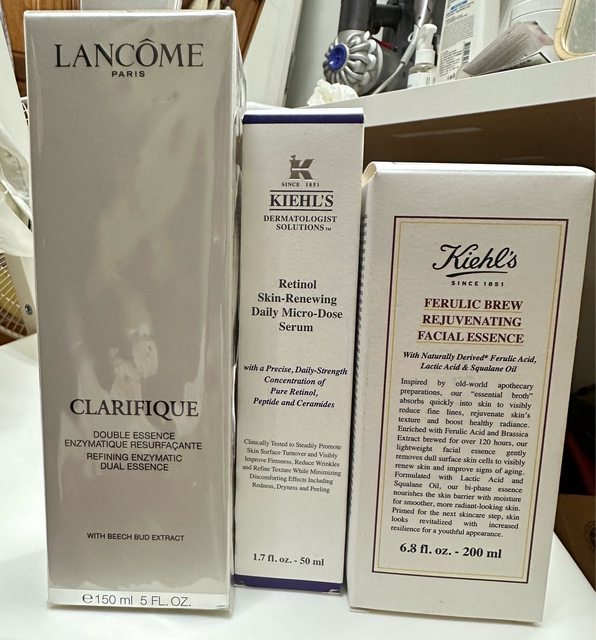 LANCÔME
PARIS
CLARIFIQUE
DOUBLE ESSENCE
ENZYMATIQUE RESURFAÇANTE
REFINING ENZYMATIC
DUAL ESSENCE
WITH BEECH BUD EXTRACT
℮150 ml 5 FL. OZ.
K
SINCE 1851
KIEHL'S
DERMATOLOGIST
SOLUTIONS™
Retinol
Skin-Renewing
Daily Micro-Dose
Serum
with a Precise, Daily-Strength
Concentration of
Pure Retinol,
Peptide and Ceramides
Clinically Tested to Steadily Promote
Skin Surface Turnover and Visibly
Improve Firmness, Reduce Wrinkles
and Refine Texture While Minimizing
Discomforting Effects Including
Redness, Dryness and Peeling
1.7 fl. oz. - 50 ml
Kiehl's
SINCE 1851
FERULIC BREW
REJUVENATING
FACIAL ESSENCE
With Naturally Derived* Ferulic Acid,
Lactic Acid & Squalane Oil
Inspired by old-world apothecary
preparations, our "essential broth"
absorbs quickly into skin to visibly
reduce fine lines, rejuvenate skin's
texture and boost healthy radiance.
Enriched with Ferulic Acid and Brassica
Extract brewed for over 120 hours, our
lightweight facial essence gently
removes dull surface skin cells to visibly
renew skin and improve signs of aging.
Formulated with Lactic Acid and
Squalane Oil, our bi-phase essence
nourishes the skin barrier with moisture
for smoother, more radiant-looking skin.
Primed for the next skincare step, skin
looks revitalized with increased
resilience for a youthful appearance.
6.8 fl. oz. - 200 ml